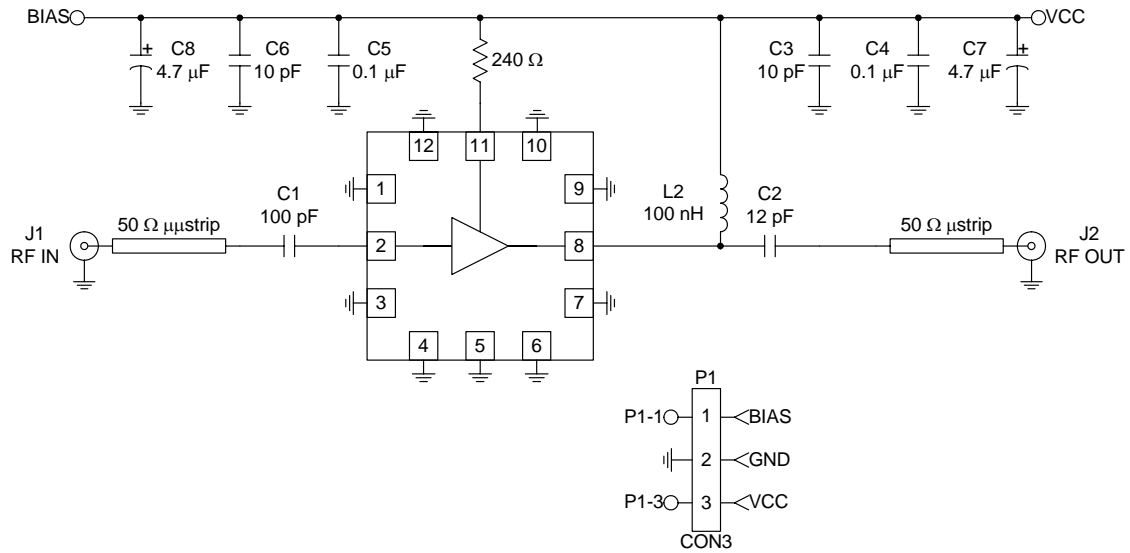 BIAS
VCC
C8
4.7 μF
+
C6
10 pF
C5
0.1 μF
240 Ω
C3
10 pF
C4
0.1 μF
C7
4.7 μF
+
12
11
10
1
9
C1
100 pF
L2
100 nH
C2
12 pF
J1
RF IN
50 Ω μμstrip
2
8
50 Ω μstrip
J2
RF OUT
3
7
4
5
6
P1
P1-1
1
BIAS
2
GND
P1-3
3
VCC
CON3